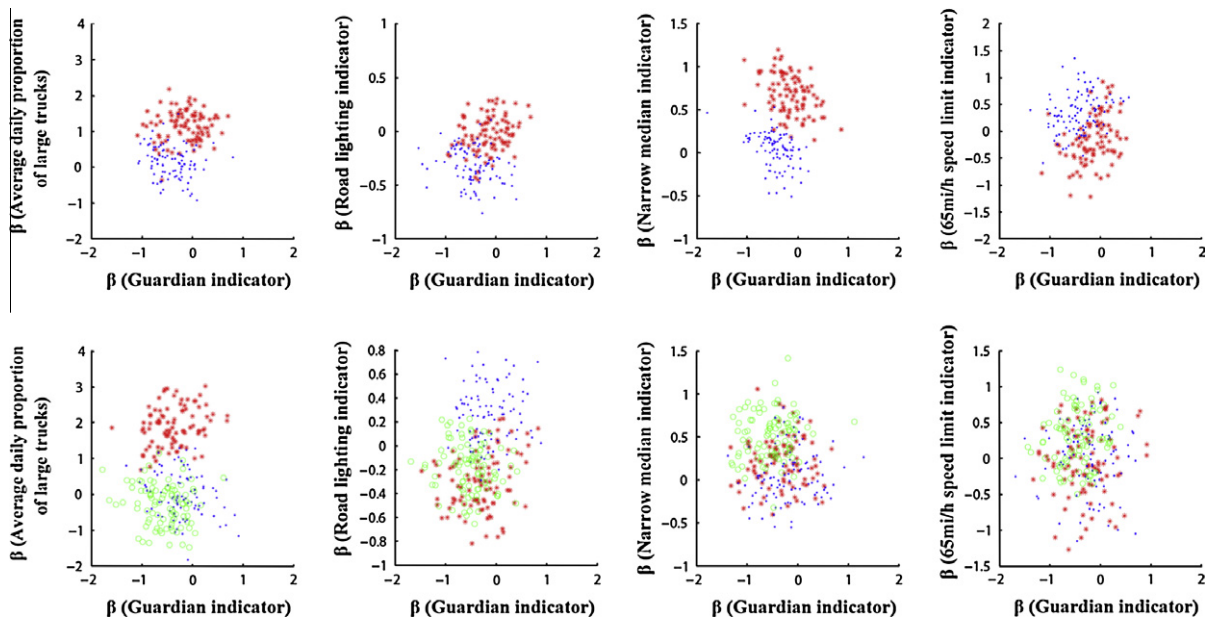 β (Average daily proportion
of large trucks)
4
3
2
1
0
−1
−2
−2 −1 0 1 2
β (Guardian indicator)
β (Road lighting indicator)
1
0.5
0
−0.5
−1
−2 −1 0 1 2
β (Guardian indicator)
β (Narrow median indicator)
1.5
1
0.5
0
−0.5
−1
−2 −1 0 1 2
β (Guardian indicator)
β (65mi/h speed limit indicator)
2
1.5
1
0.5
0
−0.5
−1
−1.5
−2
−2 −1 0 1 2
β (Guardian indicator)
β (Average daily proportion
of large trucks)
4
3
2
1
0
−1
−2
−2 −1 0 1 2
β (Guardian indicator)
β (Road lighting indicator)
0.8
0.6
0.4
0.2
0
−0.2
−0.4
−0.6
−0.8
−1
−2 −1 0 1 2
β (Guardian indicator)
β (Narrow median indicator)
1.5
1
0.5
0
−0.5
−1
−2 −1 0 1 2
β (Guardian indicator)
β (65mi/h speed limit indicator)
1.5
1
0.5
0
−0.5
−1
−1.5
−2 −1 0 1 2
β (Guardian indicator)